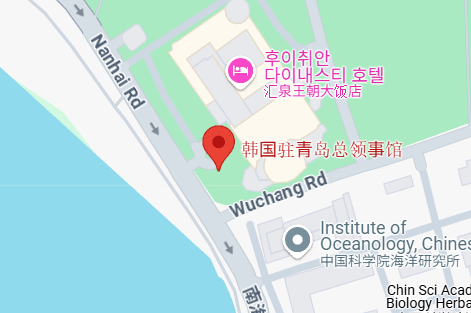 Nanhai Rd
후이취안
다이내스티 호텔
汇泉王朝大饭店
韩国驻青岛总领事馆
Wuchang Rd
Institute of
Oceanology, Chines
中国科学院海洋研究所
南海
Chin Sci Acad
Biology Herba